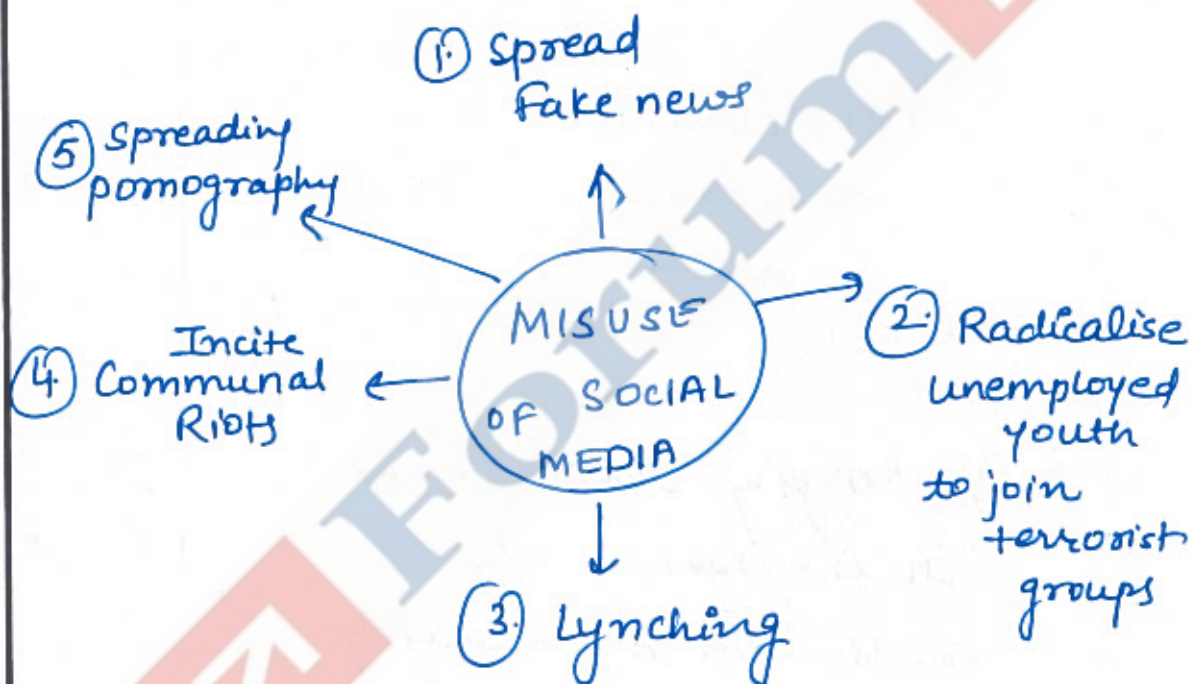 ① Spread
Fake news
⑤ Spreading
pornography
MISUSE
OF SOCIAL
MEDIA
② Radicalise
unemployed
youth
to join
terrorist
groups
④ Incite
Communal
Riots
③ Lynching
Forum